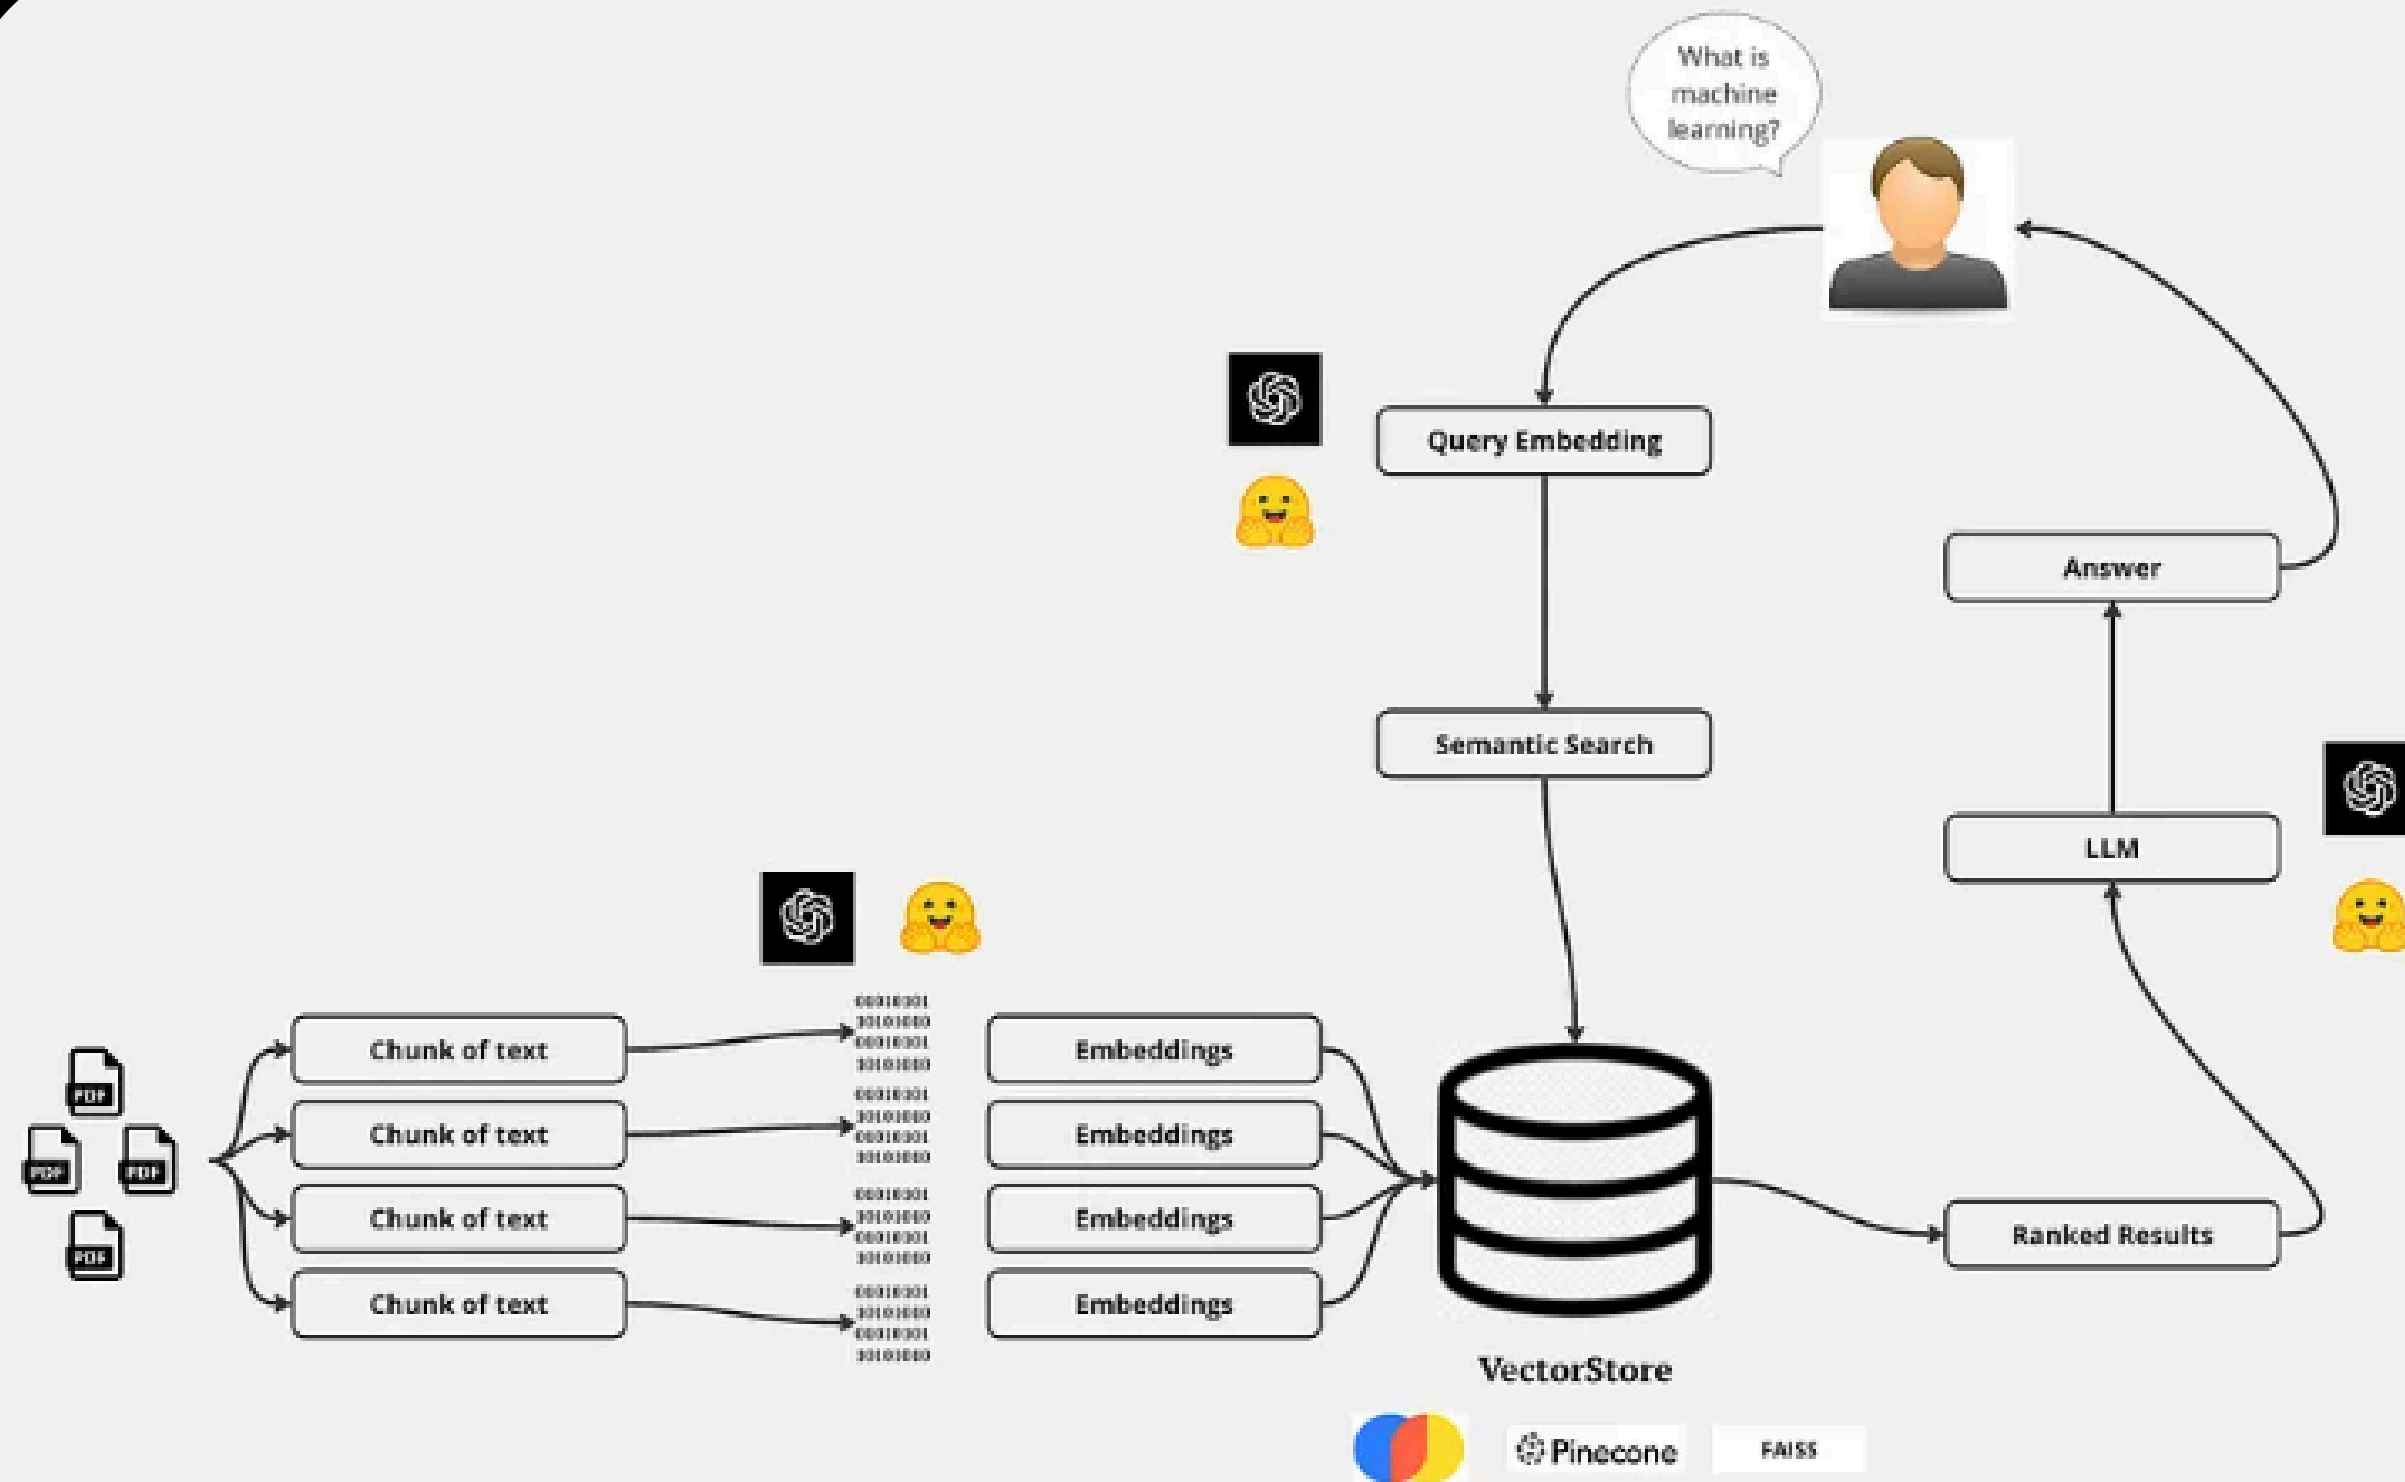 What is
machine
learning?
Query Embedding
Answer
Semantic Search
LLM
Chunk of text
Embeddings
Chunk of text
Embeddings
Chunk of text
Embeddings
Chunk of text
Embeddings
PDF
PDF
PDF
PDF
Ranked Results
VectorStore
Pinecone
FAISS